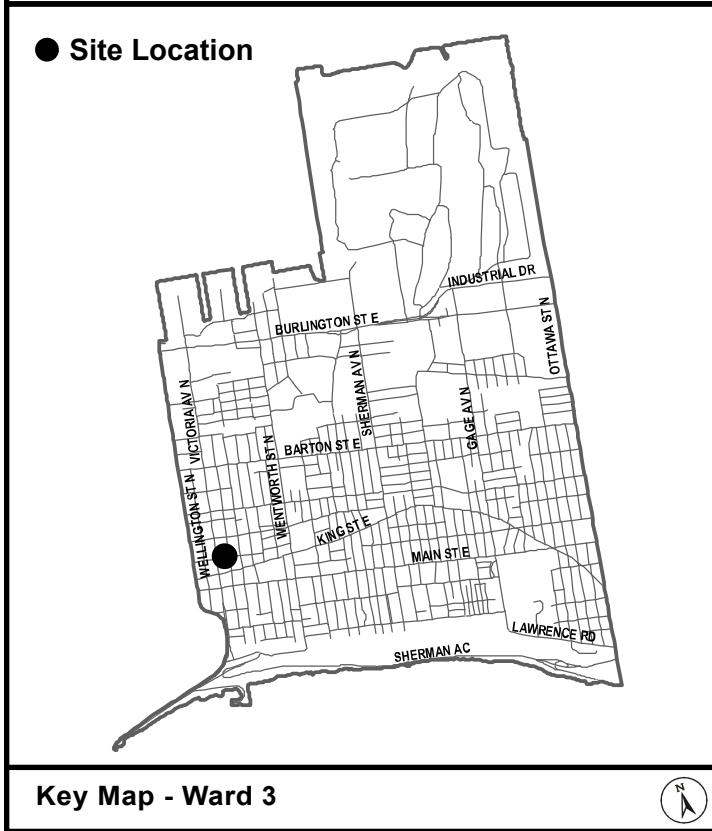 Site Location
INDUSTRIAL DR
BURLINGTON ST E
OTTAWA ST N
SHERMAN AV N
VICTORIA AV N
GAGE AV N
BARTON ST E
WENTWORTH ST N
WELLINGTON ST N
KING ST E
MAIN ST E
LAWRENCE RD
SHERMAN AC
Key Map - Ward 3
N